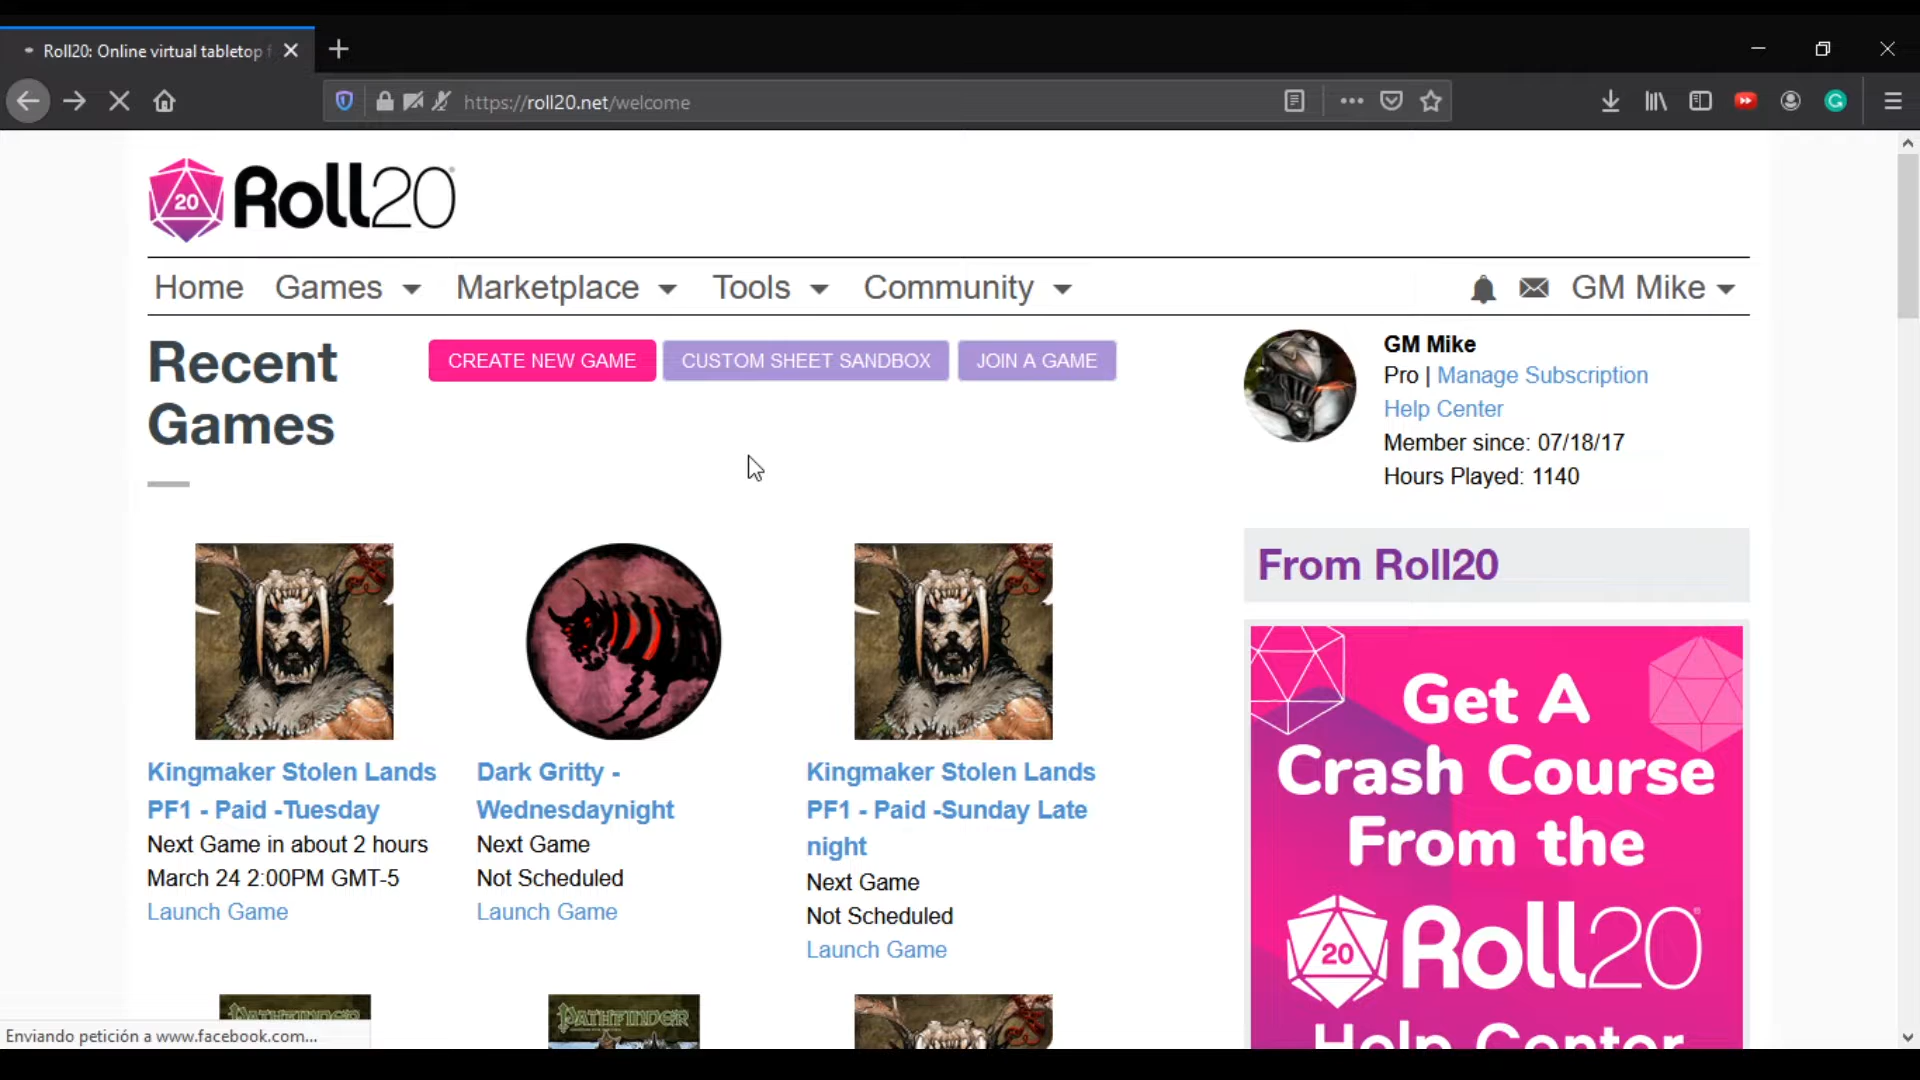 Roll20: Online virtual tabletop
https://roll20.net/welcome
20 Roll20
Home Games Marketplace Tools Community GM Mike
Recent Games
CREATE NEW GAME CUSTOM SHEET SANDBOX JOIN A GAME
GM Mike
Pro | Manage Subscription
Help Center
Member since: 07/18/17
Hours Played: 1140
Kingmaker Stolen Lands
PF1 - Paid -Tuesday
Next Game in about 2 hours
March 24 2:00PM GMT-5
Launch Game
Dark Gritty -
Wednesdaynight
Next Game
Not Scheduled
Launch Game
Kingmaker Stolen Lands
PF1 - Paid -Sunday Late
night
Next Game
Not Scheduled
Launch Game
From Roll20
Get A
Crash Course
From the
20 Roll20
Help Center
PATHFINDER
PATHFINDER
Enviando petición a www.facebook.com...